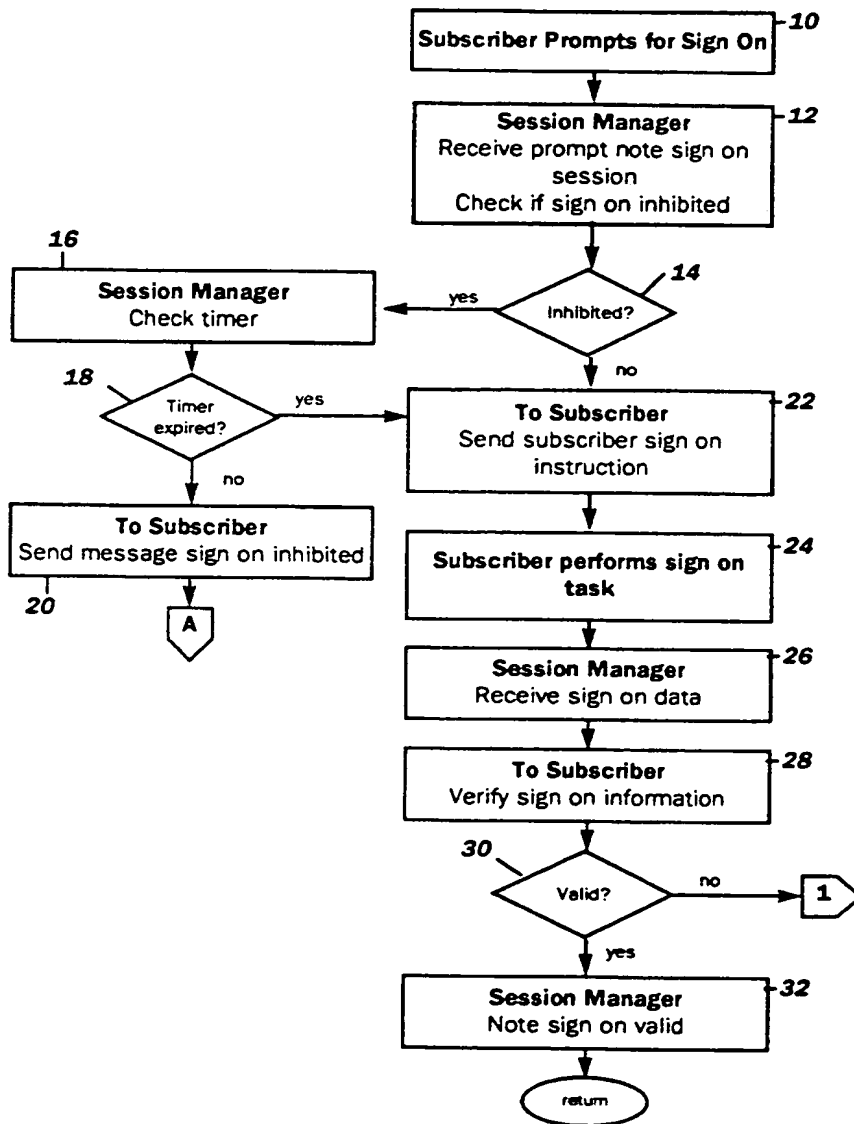 10
Subscriber Prompts for Sign On
12
Session Manager
Receive prompt note sign on
session
Check if sign on inhibited
14
Inhibited?
yes
no
16
Session Manager
Check timer
18
Timer
expired?
yes
no
To Subscriber
Send message sign on inhibited
20
A
22
To Subscriber
Send subscriber sign on
instruction
24
Subscriber performs sign on
task
26
Session Manager
Receive sign on data
28
To Subscriber
Verify sign on information
30
Valid?
no
1
yes
32
Session Manager
Note sign on valid
return